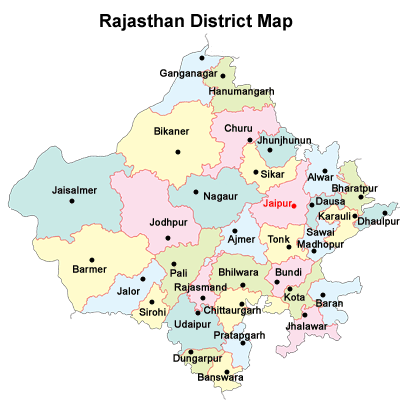 Rajasthan District Map
Ganganagar
Hanumangarh
Bikaner
Churu
Jhunjhunun
Sikar
Alwar
Bharatpur
Jaisalmer
Nagaur
Jaipur
Dausa
Karauli
Dhaulpur
Jodhpur
Ajmer
Tonk
Sawai
Madhopur
Barmer
Pali
Bhilwara
Bundi
Jalor
Rajasmand
Kota
Baran
Sirohi
Chittaurgarh
Udaipur
Jhalawar
Pratapgarh
Dungarpur
Banswara